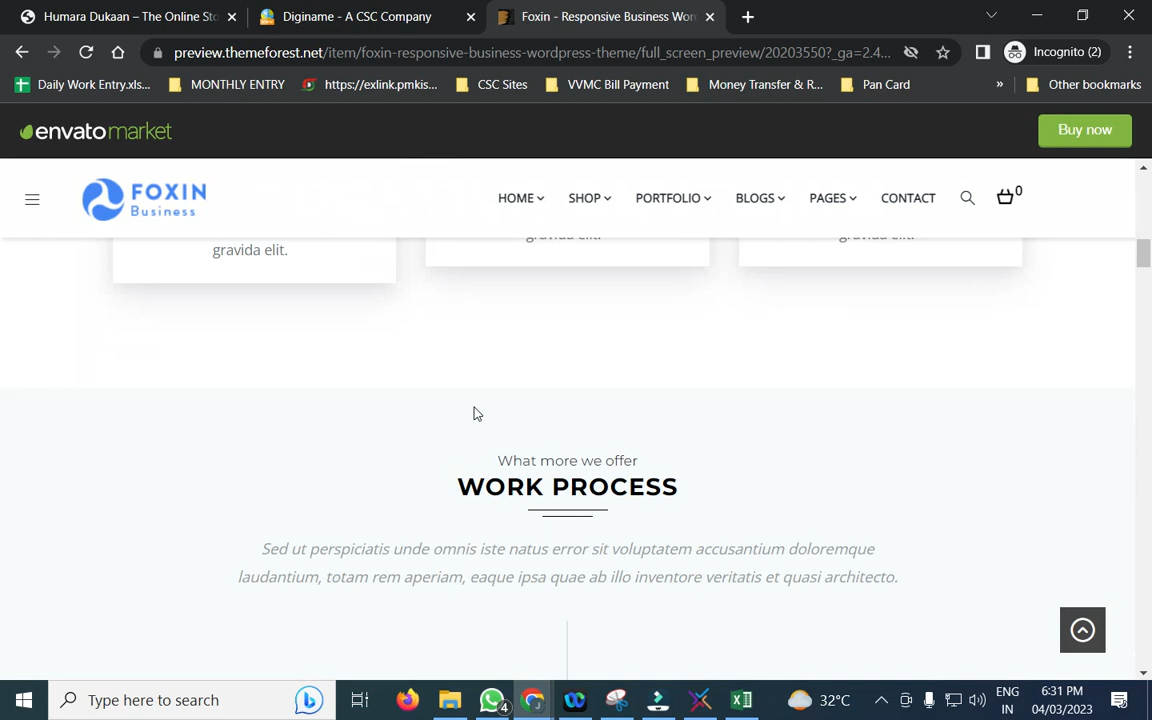 Humara Dukaan – The Online Sto
Diginame - A CSC Company
Foxin - Responsive Business Wor
preview.themeforest.net/item/foxin-responsive-business-wordpress-theme/full_screen_preview/20203550?_ga=2.4...
Incognito (2)
Daily Work Entry.xls...
MONTHLY ENTRY
https://exlink.pmkis...
CSC Sites
VVMC Bill Payment
Money Transfer & R...
Pan Card
»
Other bookmarks
envatomarket
Buy now
FOXIN
Business
HOME
SHOP
PORTFOLIO
BLOGS
PAGES
CONTACT
0
gravida elit.
gravida elit.
gravida elit.
What more we offer
WORK PROCESS
Sed ut perspiciatis unde omnis iste natus error sit voluptatem accusantium doloremque
laudantium, totam rem aperiam, eaque ipsa quae ab illo inventore veritatis et quasi architecto.
Type here to search
4
32°C
ENG
IN
6:31 PM
04/03/2023